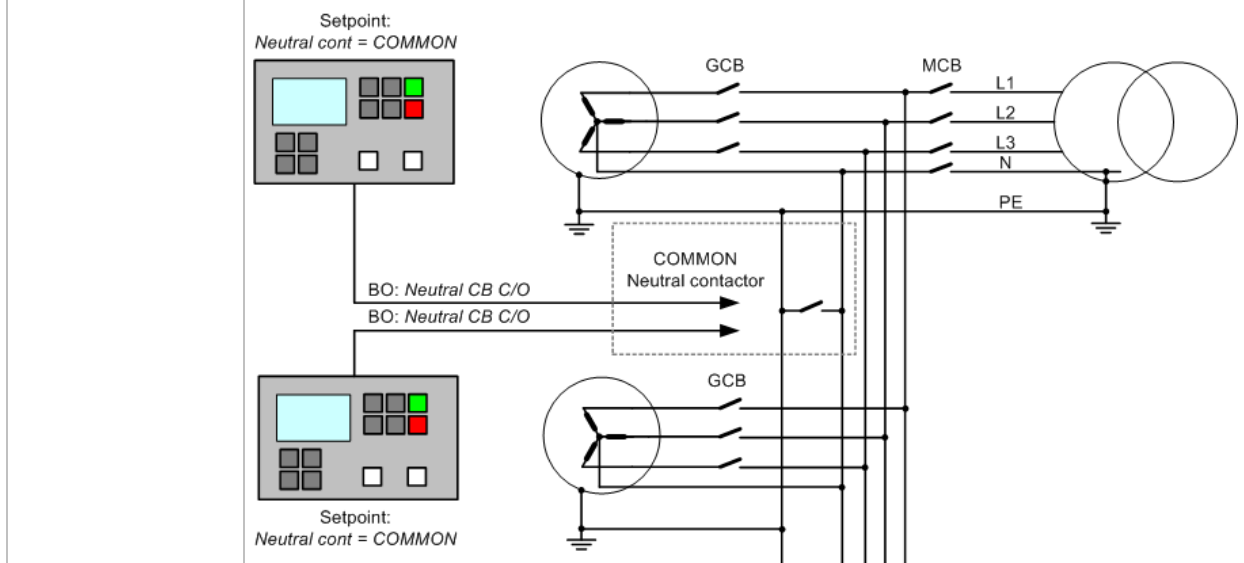 Setpoint:
Neutral cont = COMMON
GCB
MCB
L1
L2
L3
N
PE
COMMON
Neutral contactor
BO: Neutral CB C/O
BO: Neutral CB C/O
GCB
Setpoint:
Neutral cont = COMMON